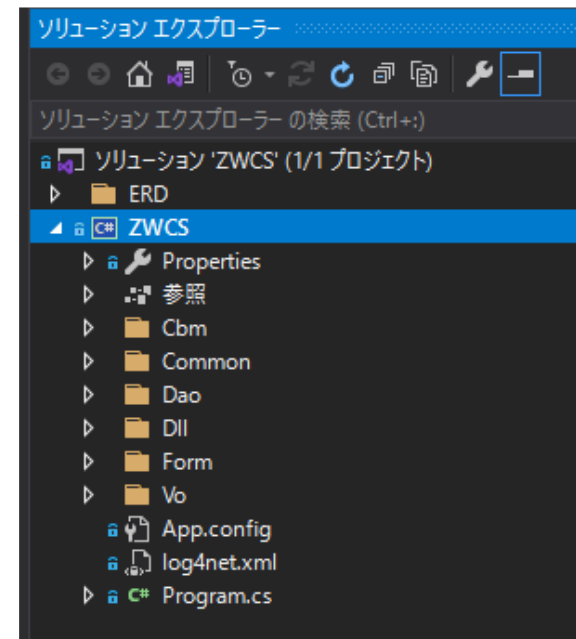 ソリューション エクスプローラー
ソリューション エクスプローラー の検索 (Ctrl+:)
ソリューション 'ZWCS' (1/1 プロジェクト)
ERD
C# ZWCS
Properties
参照
Cbm
Common
Dao
Dll
Form
Vo
App.config
log4net.xml
C# Program.cs